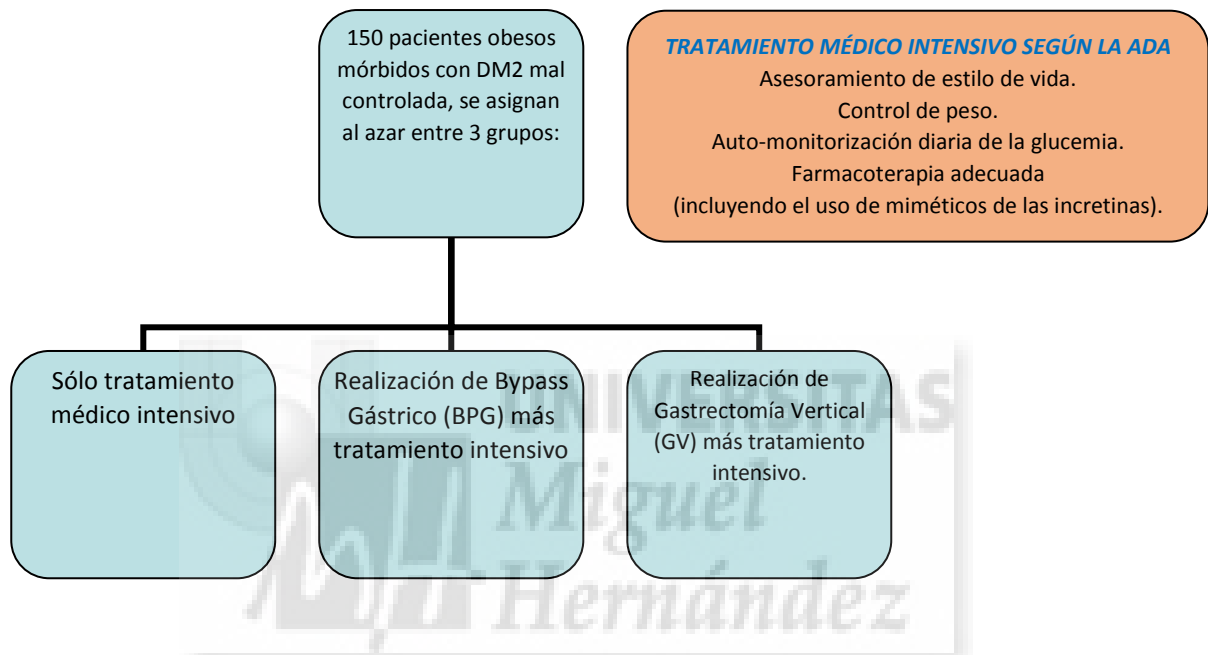 150 pacientes obesos
mórbidos con DM2 mal
controlada, se asignan
al azar entre 3 grupos:
TRATAMIENTO MÉDICO INTENSIVO SEGÚN LA ADA
Asesoramiento de estilo de vida.
Control de peso.
Auto-monitorización diaria de la glucemia.
Farmacoterapia adecuada
(incluyendo el uso de miméticos de las incretinas).
Sólo tratamiento
médico intensivo
Realización de Bypass
Gástrico (BPG) más
tratamiento intensivo
Realización de
Gastrectomía Vertical
(GV) más tratamiento
intensivo.
UNIVERSITAS
Miguel
Hernández